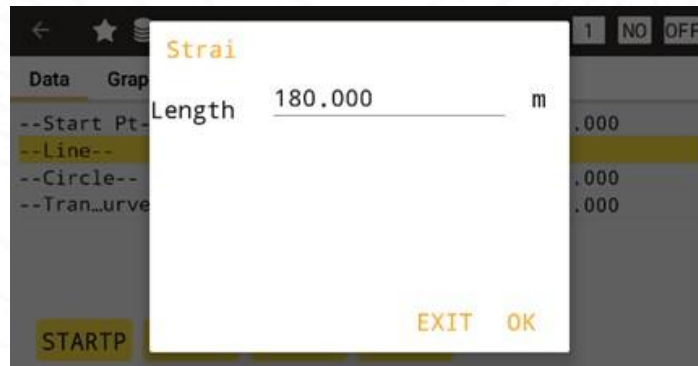 1 NO OFF
Strai
Data Grap
Length 180.000 m
--Start Pt- .000
--Line--
--Circle-- .000
--Tran…urve .000
EXIT OK
STARTP